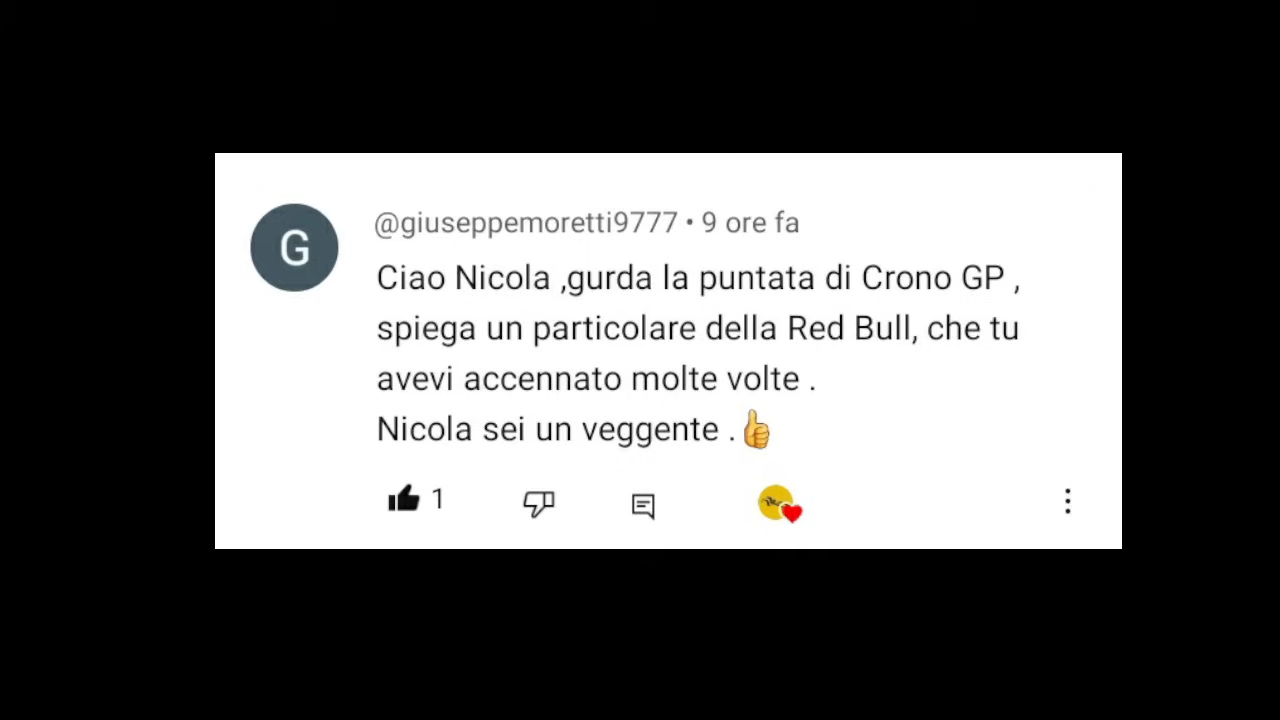 G
@giuseppemoretti9777 • 9 ore fa
Ciao Nicola ,gurda la puntata di Crono GP ,
spiega un particolare della Red Bull, che tu
avevi accennato molte volte .
Nicola sei un veggente .👍
1